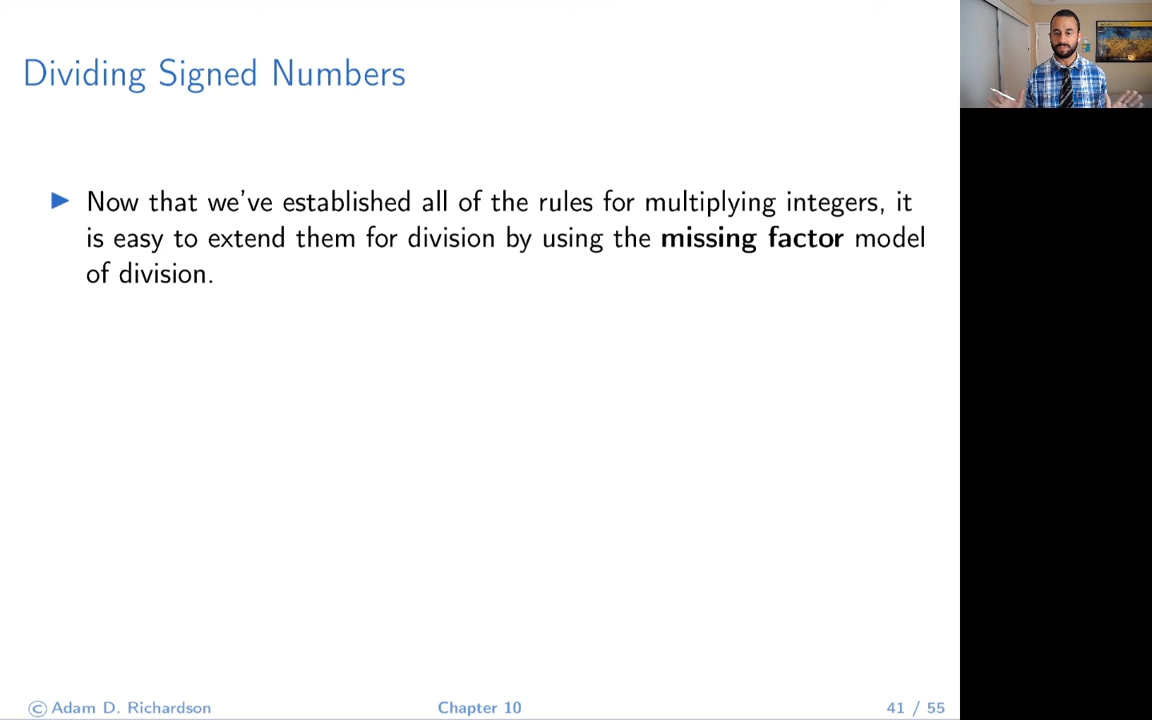 Dividing Signed Numbers
▶ Now that we've established all of the rules for multiplying integers, it
is easy to extend them for division by using the missing factor model
of division.
© Adam D. Richardson
Chapter 10
41 / 55